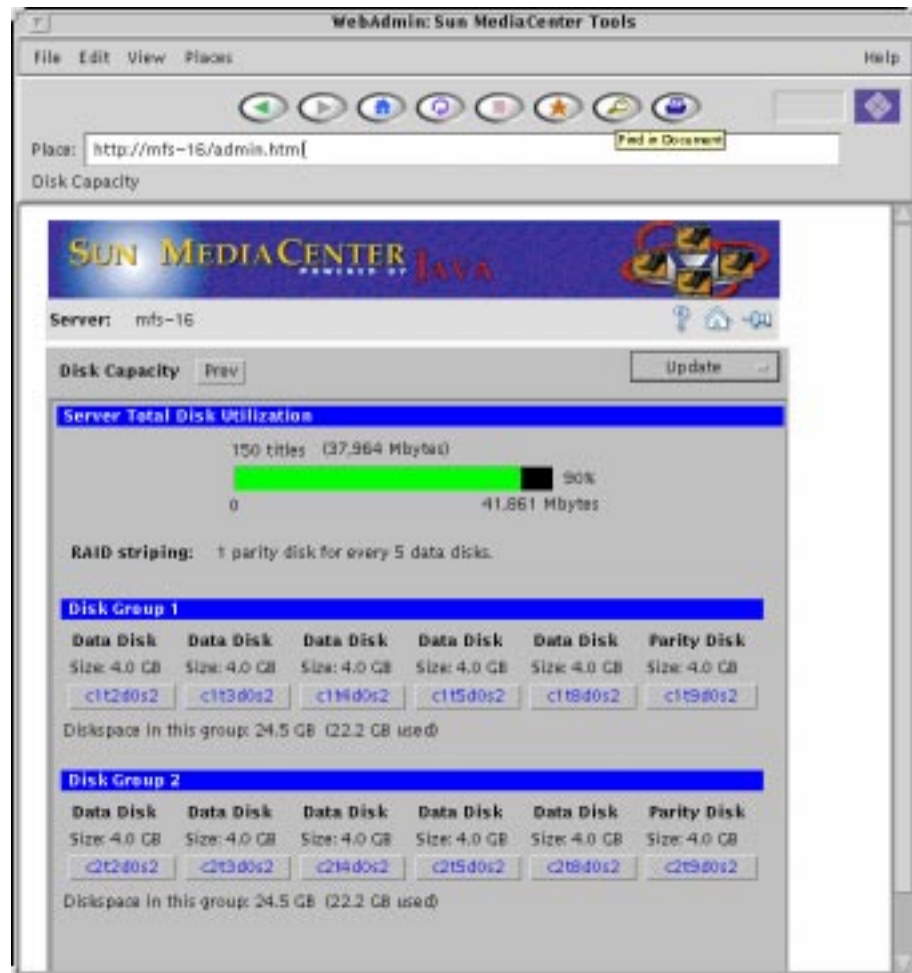 WebAdmin: Sun MediaCenter Tools
File Edit View Places Help
Find in Document
Place: http://mfs-16/admin.html
Disk Capacity
SUN MEDIACENTER
POWERED BY JAVA
Server: mfs-16
Disk Capacity Prev Update
Server Total Disk Utilization
150 titles (37,964 Mbytes)
90%
0 41,861 Mbytes
RAID striping: 1 parity disk for every 5 data disks.
Disk Group 1
Data Disk Data Disk Data Disk Data Disk Data Disk Parity Disk
Size: 4.0 GB Size: 4.0 GB Size: 4.0 GB Size: 4.0 GB Size: 4.0 GB Size: 4.0 GB
c1t2d0s2 c1t3d0s2 c1t4d0s2 c1t5d0s2 c1t8d0s2 c1t9d0s2
Diskspace in this group: 24.5 GB (22.2 GB used)
Disk Group 2
Data Disk Data Disk Data Disk Data Disk Data Disk Parity Disk
Size: 4.0 GB Size: 4.0 GB Size: 4.0 GB Size: 4.0 GB Size: 4.0 GB Size: 4.0 GB
c2t2d0s2 c2t3d0s2 c2t4d0s2 c2t5d0s2 c2t8d0s2 c2t9d0s2
Diskspace in this group: 24.5 GB (22.2 GB used)